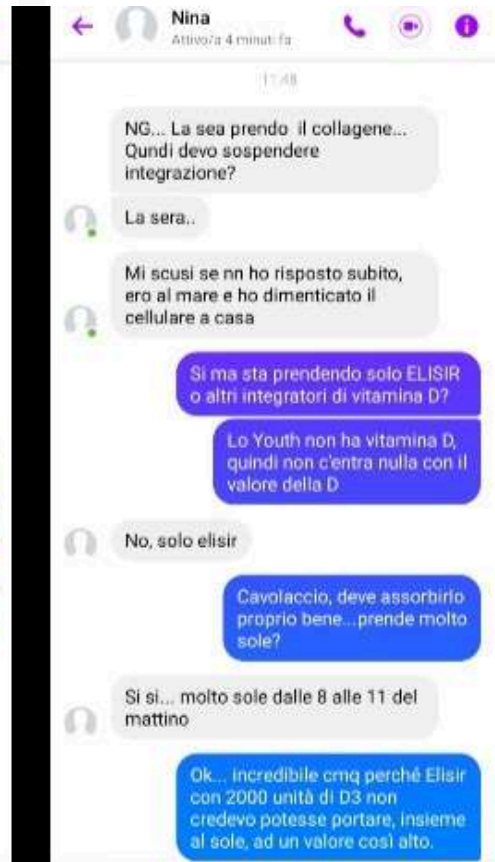 Nina
Attivo/a 4 minuti fa
11:48
NG... La sea prendo il collagene...
Qundi devo sospendere
integrazione?
La sera..
Mi scusi se nn ho risposto subito,
ero al mare e ho dimenticato il
cellulare a casa
Si ma sta prendendo solo ELISIR
o altri integratori di vitamina D?
Lo Youth non ha vitamina D,
quindi non c'entra nulla con il
valore della D
No, solo elisir
Cavolaccio, deve assorbirlo
proprio bene...prende molto
sole?
Si si... molto sole dalle 8 alle 11 del
mattino
Ok... incredibile cmq perché Elisir
con 2000 unità di D3 non
credevo potesse portare, insieme
al sole, ad un valore così alto.